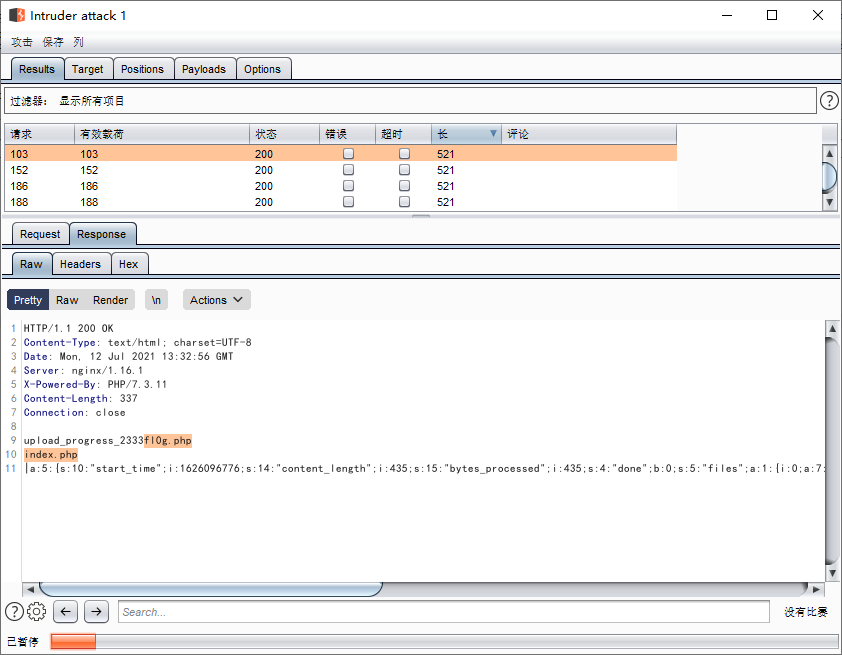 Intruder attack 1
攻击 保存 列
Results Target Positions Payloads Options
过滤器: 显示所有项目
请求 有效载荷 状态 错误 超时 长 评论
103 103 200 521
152 152 200 521
186 186 200 521
188 188 200 521
Request Response
Raw Headers Hex
Pretty Raw Render \n Actions
1 HTTP/1.1 200 OK
2 Content-Type: text/html; charset=UTF-8
3 Date: Mon, 12 Jul 2021 13:32:56 GMT
4 Server: nginx/1.16.1
5 X-Powered-By: PHP/7.3.11
6 Content-Length: 337
7 Connection: close
8
9 upload_progress_2333fl0g.php
10 index.php
11 |a:5:{s:10:"start_time";i:1626096776;s:14:"content_length";i:435;s:15:"bytes_processed";i:435;s:4:"done";b:0;s:5:"files";a:1:{i:0;a:7:
Search...
没有比赛
已暂停